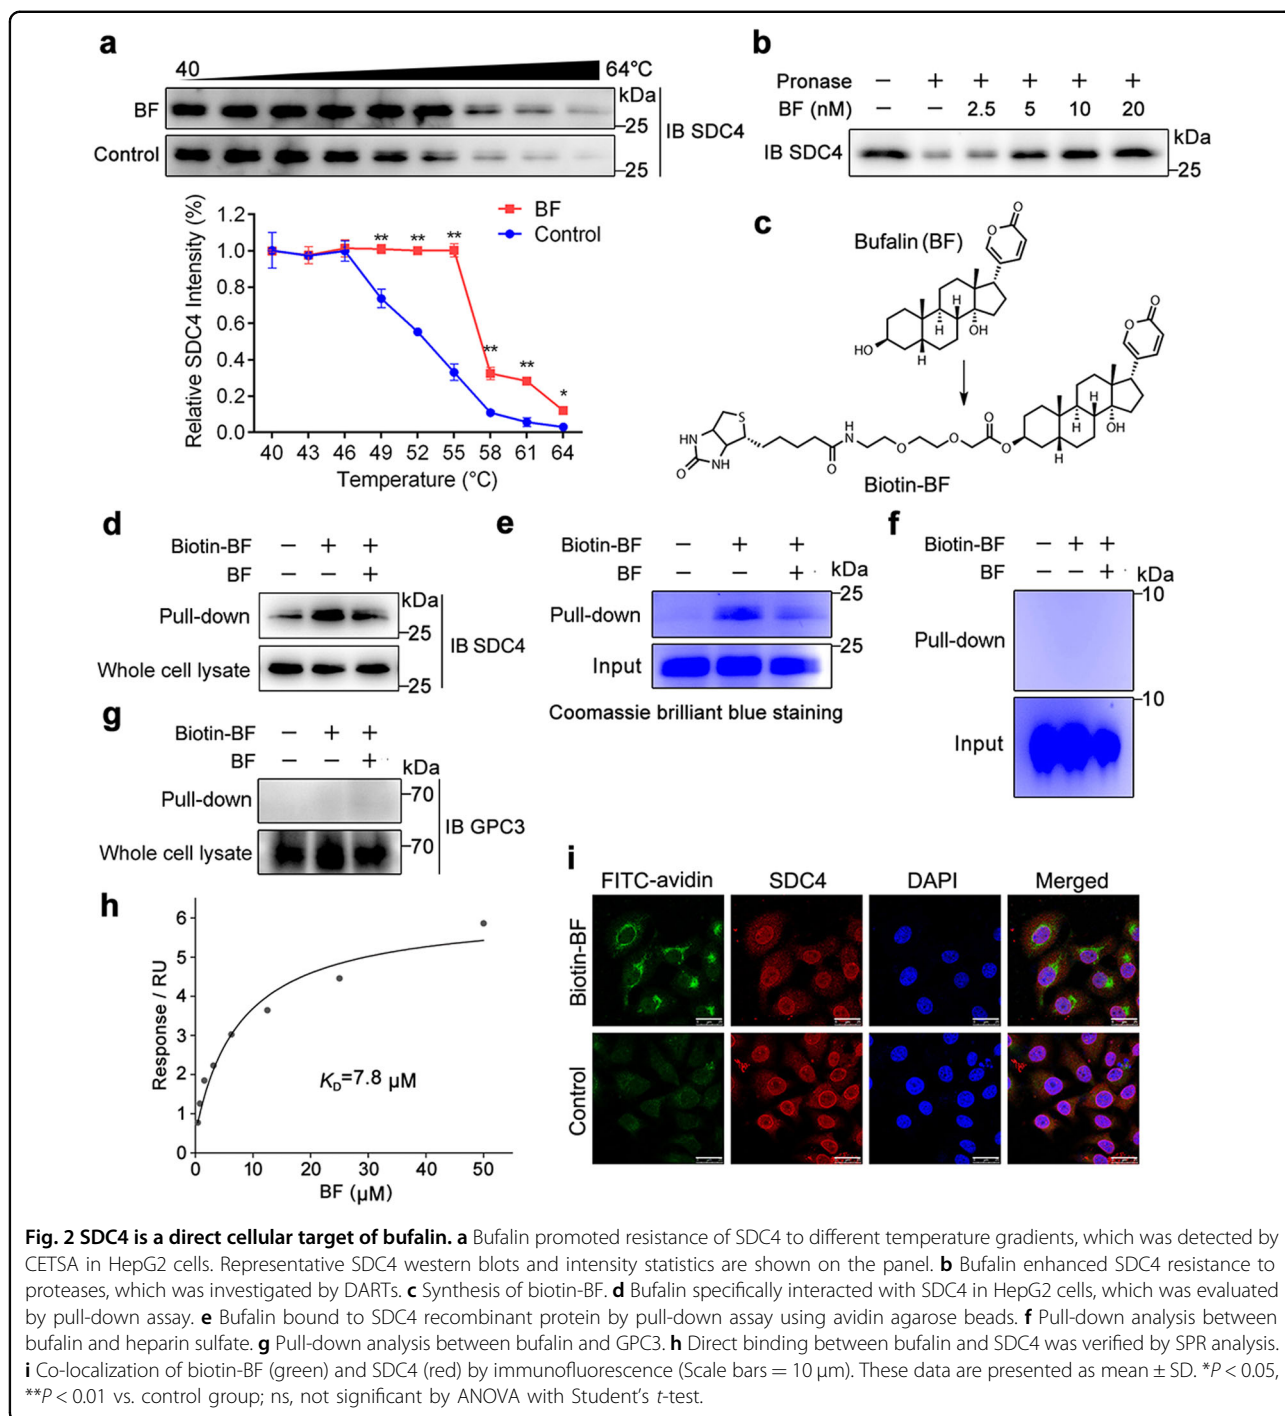 a
40 64°C
kDa
BF
25
Control
25
IB SDC4
Relative SDC4 Intensity (%)
1.2
1.0
0.8
0.6
0.4
0.2
0.0
BF
Control
** ** **
**
**
*
40 43 46 49 52 55 58 61 64
Temperature (°C)
b
Pronase − + + + + +
BF (nM) − − 2.5 5 10 20
kDa
IB SDC4
25
c
Bufalin (BF)
O
O
H
H
H
OH
HO
H
O
O
H
H
H
OH
S
HN
NH
O
O
H
N
O
O
O
O
H
Biotin-BF
d
Biotin-BF − + +
BF − − +
kDa
Pull-down
25
Whole cell lysate
25
IB SDC4
e
Biotin-BF − + +
BF − − +
kDa
25
Pull-down
25
Input
Coomassie brilliant blue staining
f
Biotin-BF − + +
BF − − +
kDa
10
Pull-down
10
Input
g
Biotin-BF − + +
BF − − +
kDa
70
Pull-down
70
Whole cell lysate
IB GPC3
h
Response / RU
6
5
4
3
2
1
0
K_D=7.8 µM
0 10 20 30 40 50
BF (µM)
i
FITC-avidin SDC4 DAPI Merged
Biotin-BF
Control
Fig. 2 SDC4 is a direct cellular target of bufalin. a Bufalin promoted resistance of SDC4 to different temperature gradients, which was detected by
CETSA in HepG2 cells. Representative SDC4 western blots and intensity statistics are shown on the panel. b Bufalin enhanced SDC4 resistance to
proteases, which was investigated by DARTs. c Synthesis of biotin-BF. d Bufalin specifically interacted with SDC4 in HepG2 cells, which was evaluated
by pull-down assay. e Bufalin bound to SDC4 recombinant protein by pull-down assay using avidin agarose beads. f Pull-down analysis between
bufalin and heparin sulfate. g Pull-down analysis between bufalin and GPC3. h Direct binding between bufalin and SDC4 was verified by SPR analysis.
i Co-localization of biotin-BF (green) and SDC4 (red) by immunofluorescence (Scale bars = 10 µm). These data are presented as mean ± SD. *P < 0.05,
**P < 0.01 vs. control group; ns, not significant by ANOVA with Student's t-test.